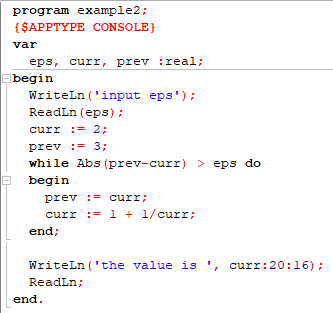 program example2;
{$APPTYPE CONSOLE}
var
  eps, curr, prev :real;
begin
  WriteLn('input eps');
  ReadLn(eps);
  curr := 2;
  prev := 3;
  while Abs(prev-curr) > eps do
  begin
    prev := curr;
    curr := 1 + 1/curr;
  end;

  WriteLn('the value is ', curr:20:16);
  ReadLn;
end.